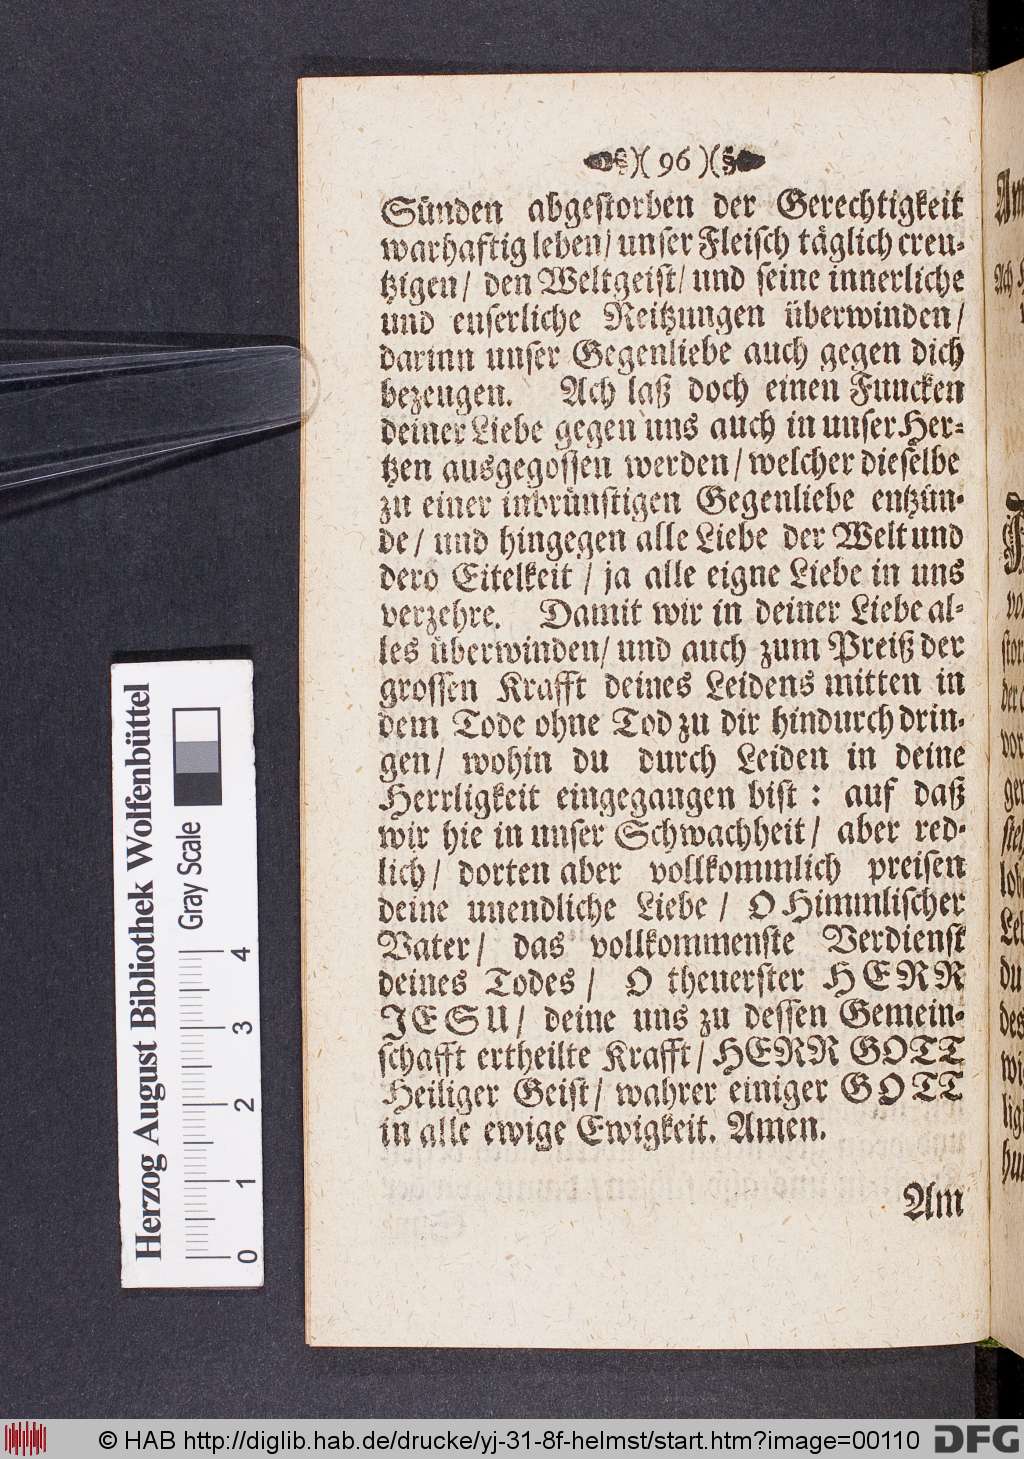 )( 96 )(
Sünden abgestorben der Gerechtigkeit
warhaftig leben/ unser Fleisch täglich creu-
tzigen/ den Weltgeist/ und seine innerliche
und euserliche Reitzungen überwinden/
darinn unser Gegenliebe auch gegen dich
bezeugen. Ach laß doch einen Funcken
deiner Liebe gegen uns auch in unser Her-
tzen ausgegossen werden/ welcher dieselbe
zu einer inbrünstigen Gegenliebe entzün-
de/ und hingegen alle Liebe der Welt und
dero Eitelkeit/ ja alle eigne Liebe in uns
verzehre. Damit wir in deiner Liebe al-
les überwinden/ und auch zum Preiß der
grossen Krafft deines Leidens mitten in
dem Tode ohne Tod zu dir hindurch drin-
gen/ wohin du durch Leiden in deine
Herrligkeit eingegangen bist: auf daß
wir hie in unser Schwachheit/ aber red-
lich/ dorten aber vollkommlich preisen
deine unendliche Liebe/ O Himmlischer
Vater/ das vollkommenste Verdienst
deines Todes/ O theuerster HERR
JESU/ deine uns zu dessen Gemein-
schafft ertheilte Krafft/ HERR GOTT
Heiliger Geist/ wahrer einiger GOTT
in alle ewige Ewigkeit. Amen.
Am
Herzog August Bibliothek Wolfenbüttel
Gray Scale
0 1 2 3 4
© HAB http://diglib.hab.de/drucke/yj-31-8f-helmst/start.htm?image=00110
DFG